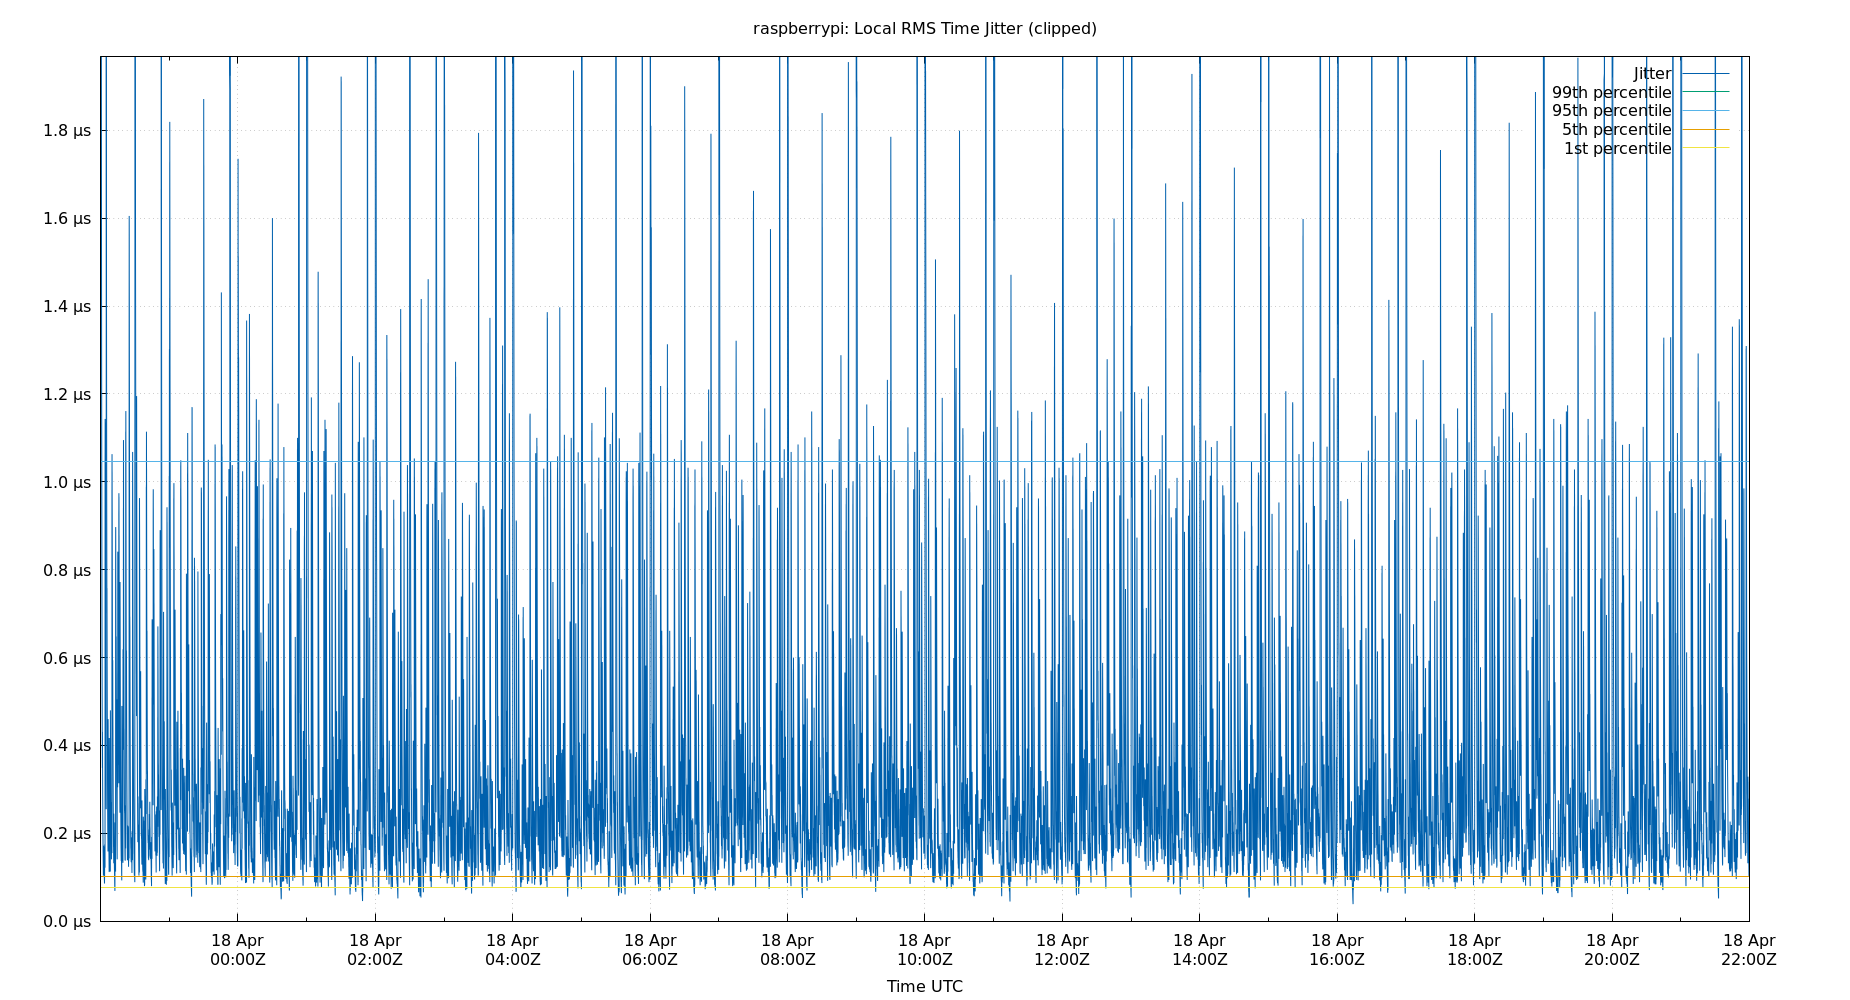 raspberrypi: Local RMS Time Jitter (clipped)
Jitter
99th percentile
95th percentile
5th percentile
1st percentile
1.8 µs
1.6 µs
1.4 µs
1.2 µs
1.0 µs
0.8 µs
0.6 µs
0.4 µs
0.2 µs
0.0 µs
18 Apr 18 Apr 18 Apr 18 Apr 18 Apr 18 Apr 18 Apr 18 Apr 18 Apr 18 Apr 18 Apr 18 Apr
00:00Z 02:00Z 04:00Z 06:00Z 08:00Z 10:00Z 12:00Z 14:00Z 16:00Z 18:00Z 20:00Z 22:00Z
Time UTC